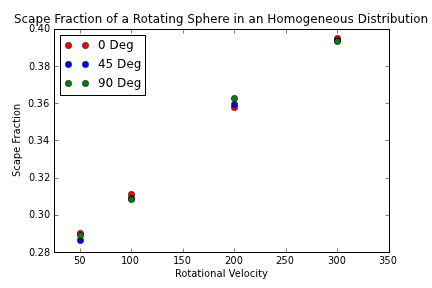 Scape Fraction of a Rotating Sphere in an Homogeneous Distribution
0.40
0.38
0.36
0.34
0.32
0.30
0.28
Scape Fraction
0 Deg
45 Deg
90 Deg
50
100
150
200
250
300
350
Rotational Velocity